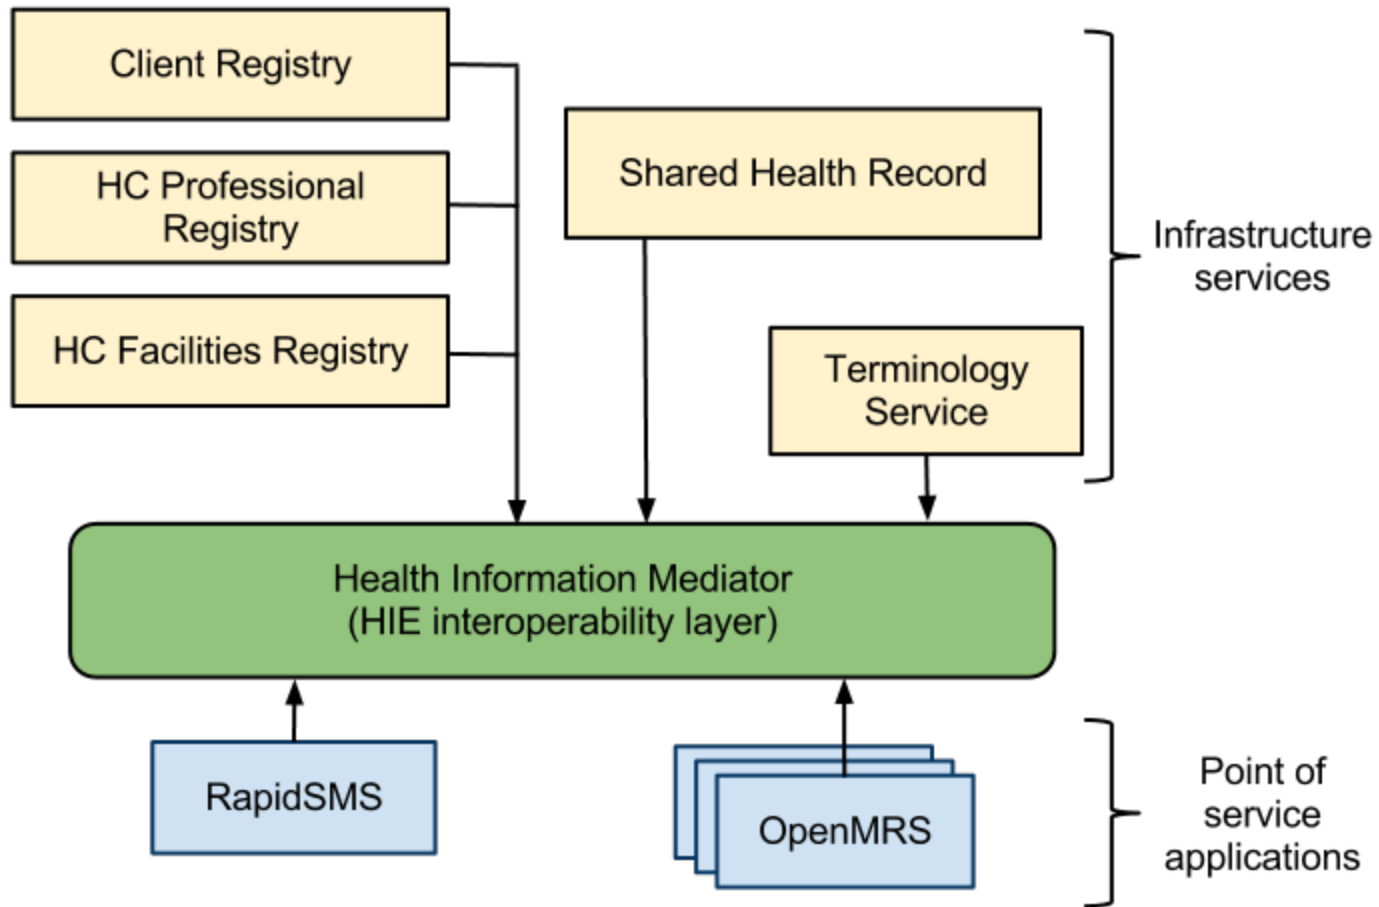 Client Registry
HC Professional
Registry
HC Facilities Registry
Shared Health Record
Terminology
Service
Infrastructure
services
Health Information Mediator
(HIE interoperability layer)
RapidSMS
OpenMRS
Point of
service
applications